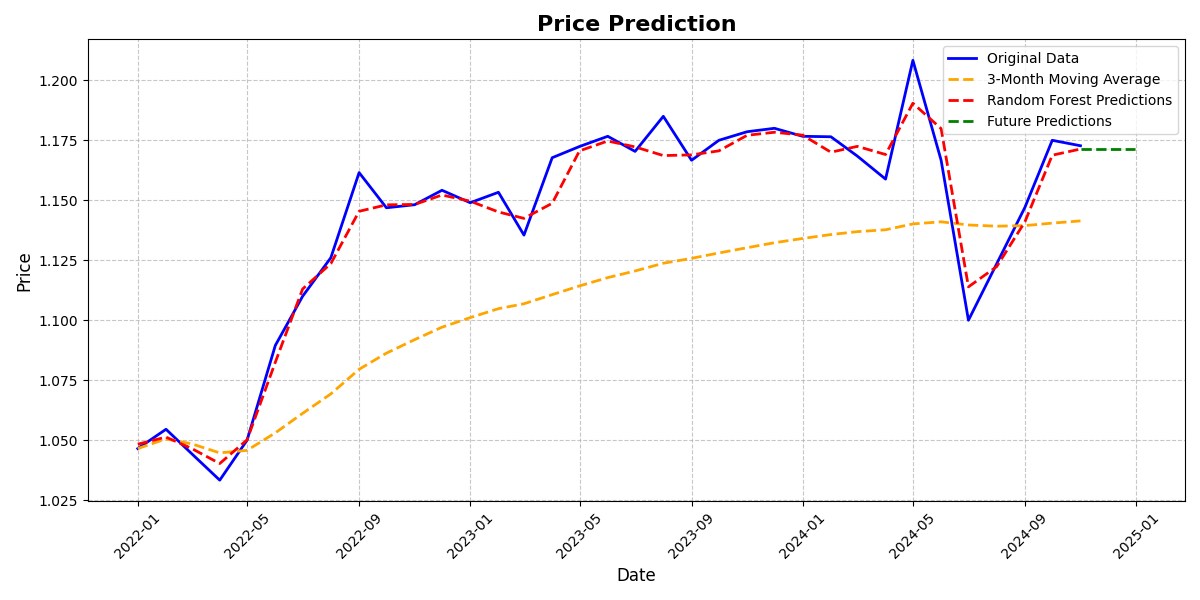 Price Prediction
Original Data
3-Month Moving Average
Random Forest Predictions
Future Predictions
Price
1.200
1.175
1.150
1.125
1.100
1.075
1.050
1.025
2022-01
2022-05
2022-09
2023-01
2023-05
2023-09
2024-01
2024-05
2024-09
2025-01
Date